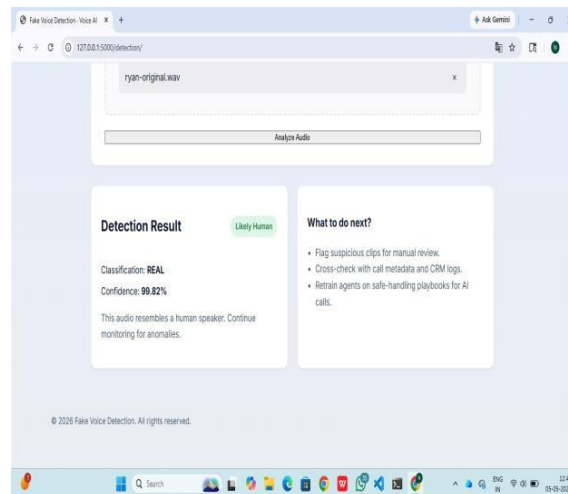 Fake Voice Detection - Voice AI
Ask Gemini
127.0.0.1:5000/detection/
ryan-original.wav
Analyze Audio
Detection Result
Likely Human
Classification: REAL
Confidence: 99.82%
This audio resembles a human speaker. Continue
monitoring for anomalies.
What to do next?
• Flag suspicious clips for manual review.
• Cross-check with call metadata and CRM logs.
• Retrain agents on safe-handling playbooks for AI
calls.
© 2026 Fake Voice Detection. All rights reserved.
Search
ENG
IN